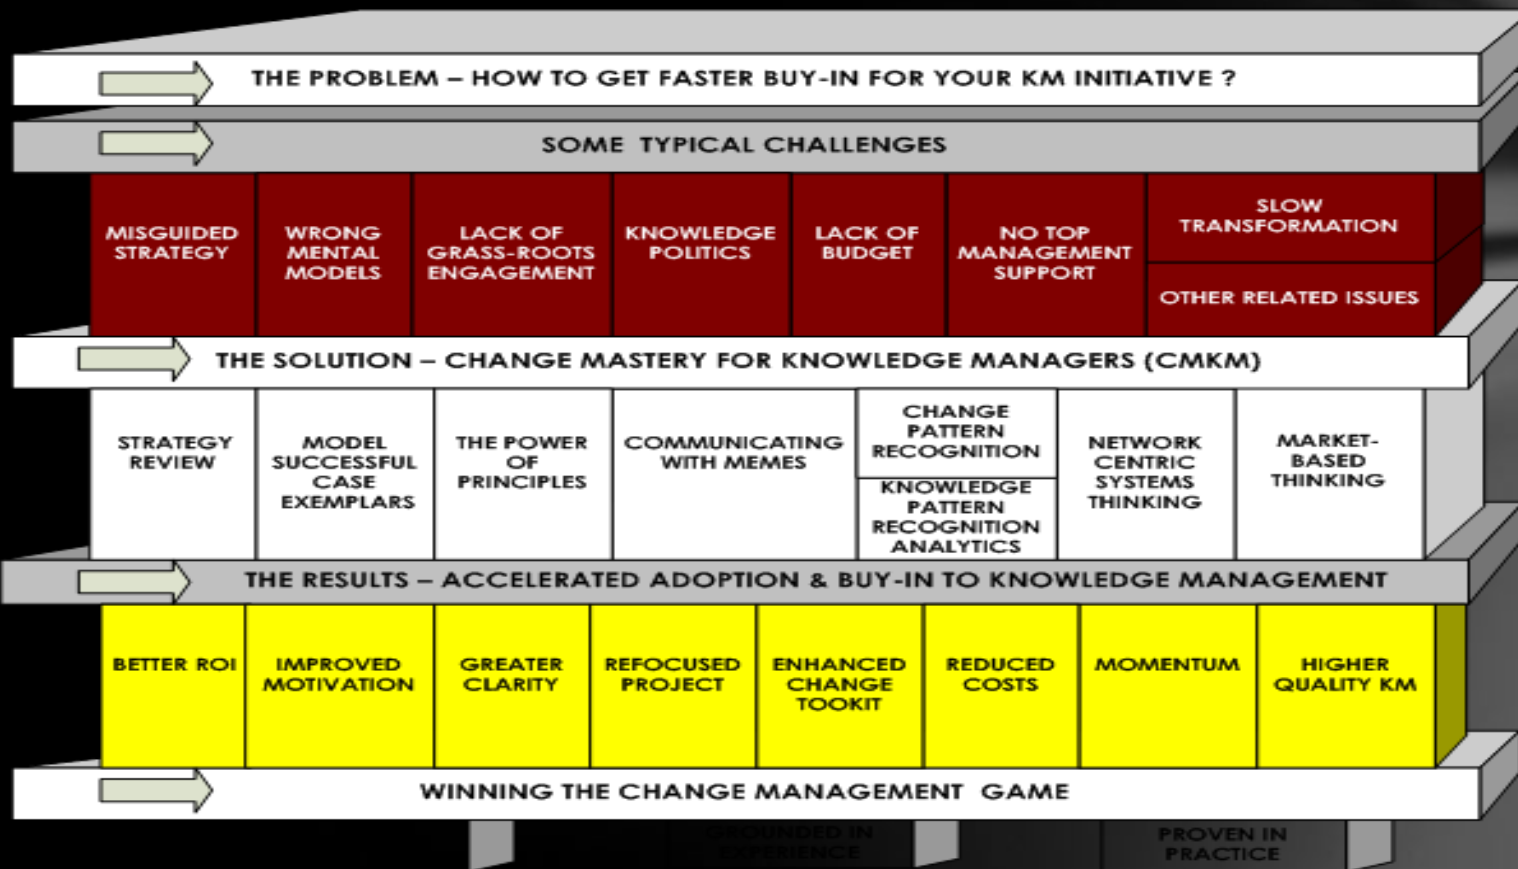 THE PROBLEM – HOW TO GET FASTER BUY-IN FOR YOUR KM INITIATIVE ?
SOME TYPICAL CHALLENGES
MISGUIDED
STRATEGY
WRONG
MENTAL
MODELS
LACK OF
GRASS-ROOTS
ENGAGEMENT
KNOWLEDGE
POLITICS
LACK OF
BUDGET
NO TOP
MANAGEMENT
SUPPORT
SLOW
TRANSFORMATION
OTHER RELATED ISSUES
THE SOLUTION – CHANGE MASTERY FOR KNOWLEDGE MANAGERS (CMKM)
STRATEGY
REVIEW
MODEL
SUCCESSFUL
CASE
EXEMPLARS
THE POWER
OF
PRINCIPLES
COMMUNICATING
WITH MEMES
CHANGE
PATTERN
RECOGNITION
KNOWLEDGE
PATTERN
RECOGNITION
ANALYTICS
NETWORK
CENTRIC
SYSTEMS
THINKING
MARKET-
BASED
THINKING
THE RESULTS – ACCELERATED ADOPTION & BUY-IN TO KNOWLEDGE MANAGEMENT
BETTER ROI
IMPROVED
MOTIVATION
GREATER
CLARITY
REFOCUSED
PROJECT
ENHANCED
CHANGE
TOOKIT
REDUCED
COSTS
MOMENTUM
HIGHER
QUALITY KM
WINNING THE CHANGE MANAGEMENT GAME
GROUNDED IN
EXPERIENCE
PROVEN IN
PRACTICE